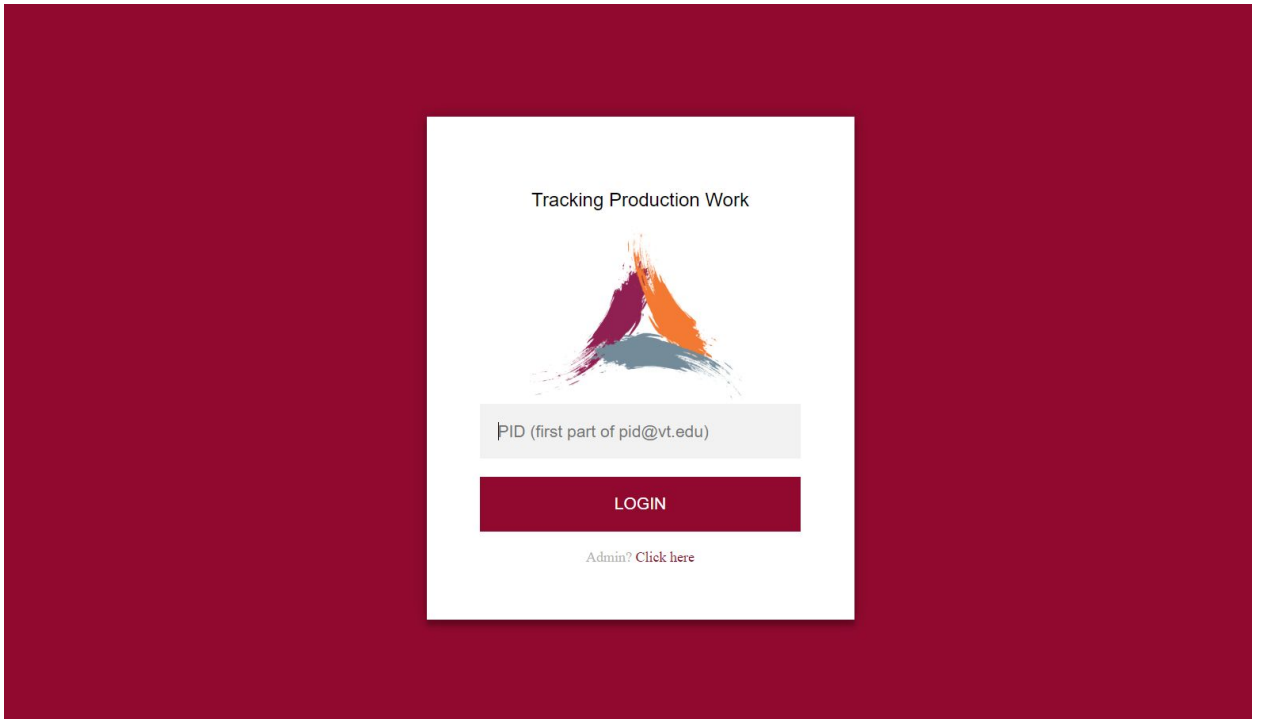 Tracking Production Work
PID (first part of pid@vt.edu)
LOGIN
Admin? Click here